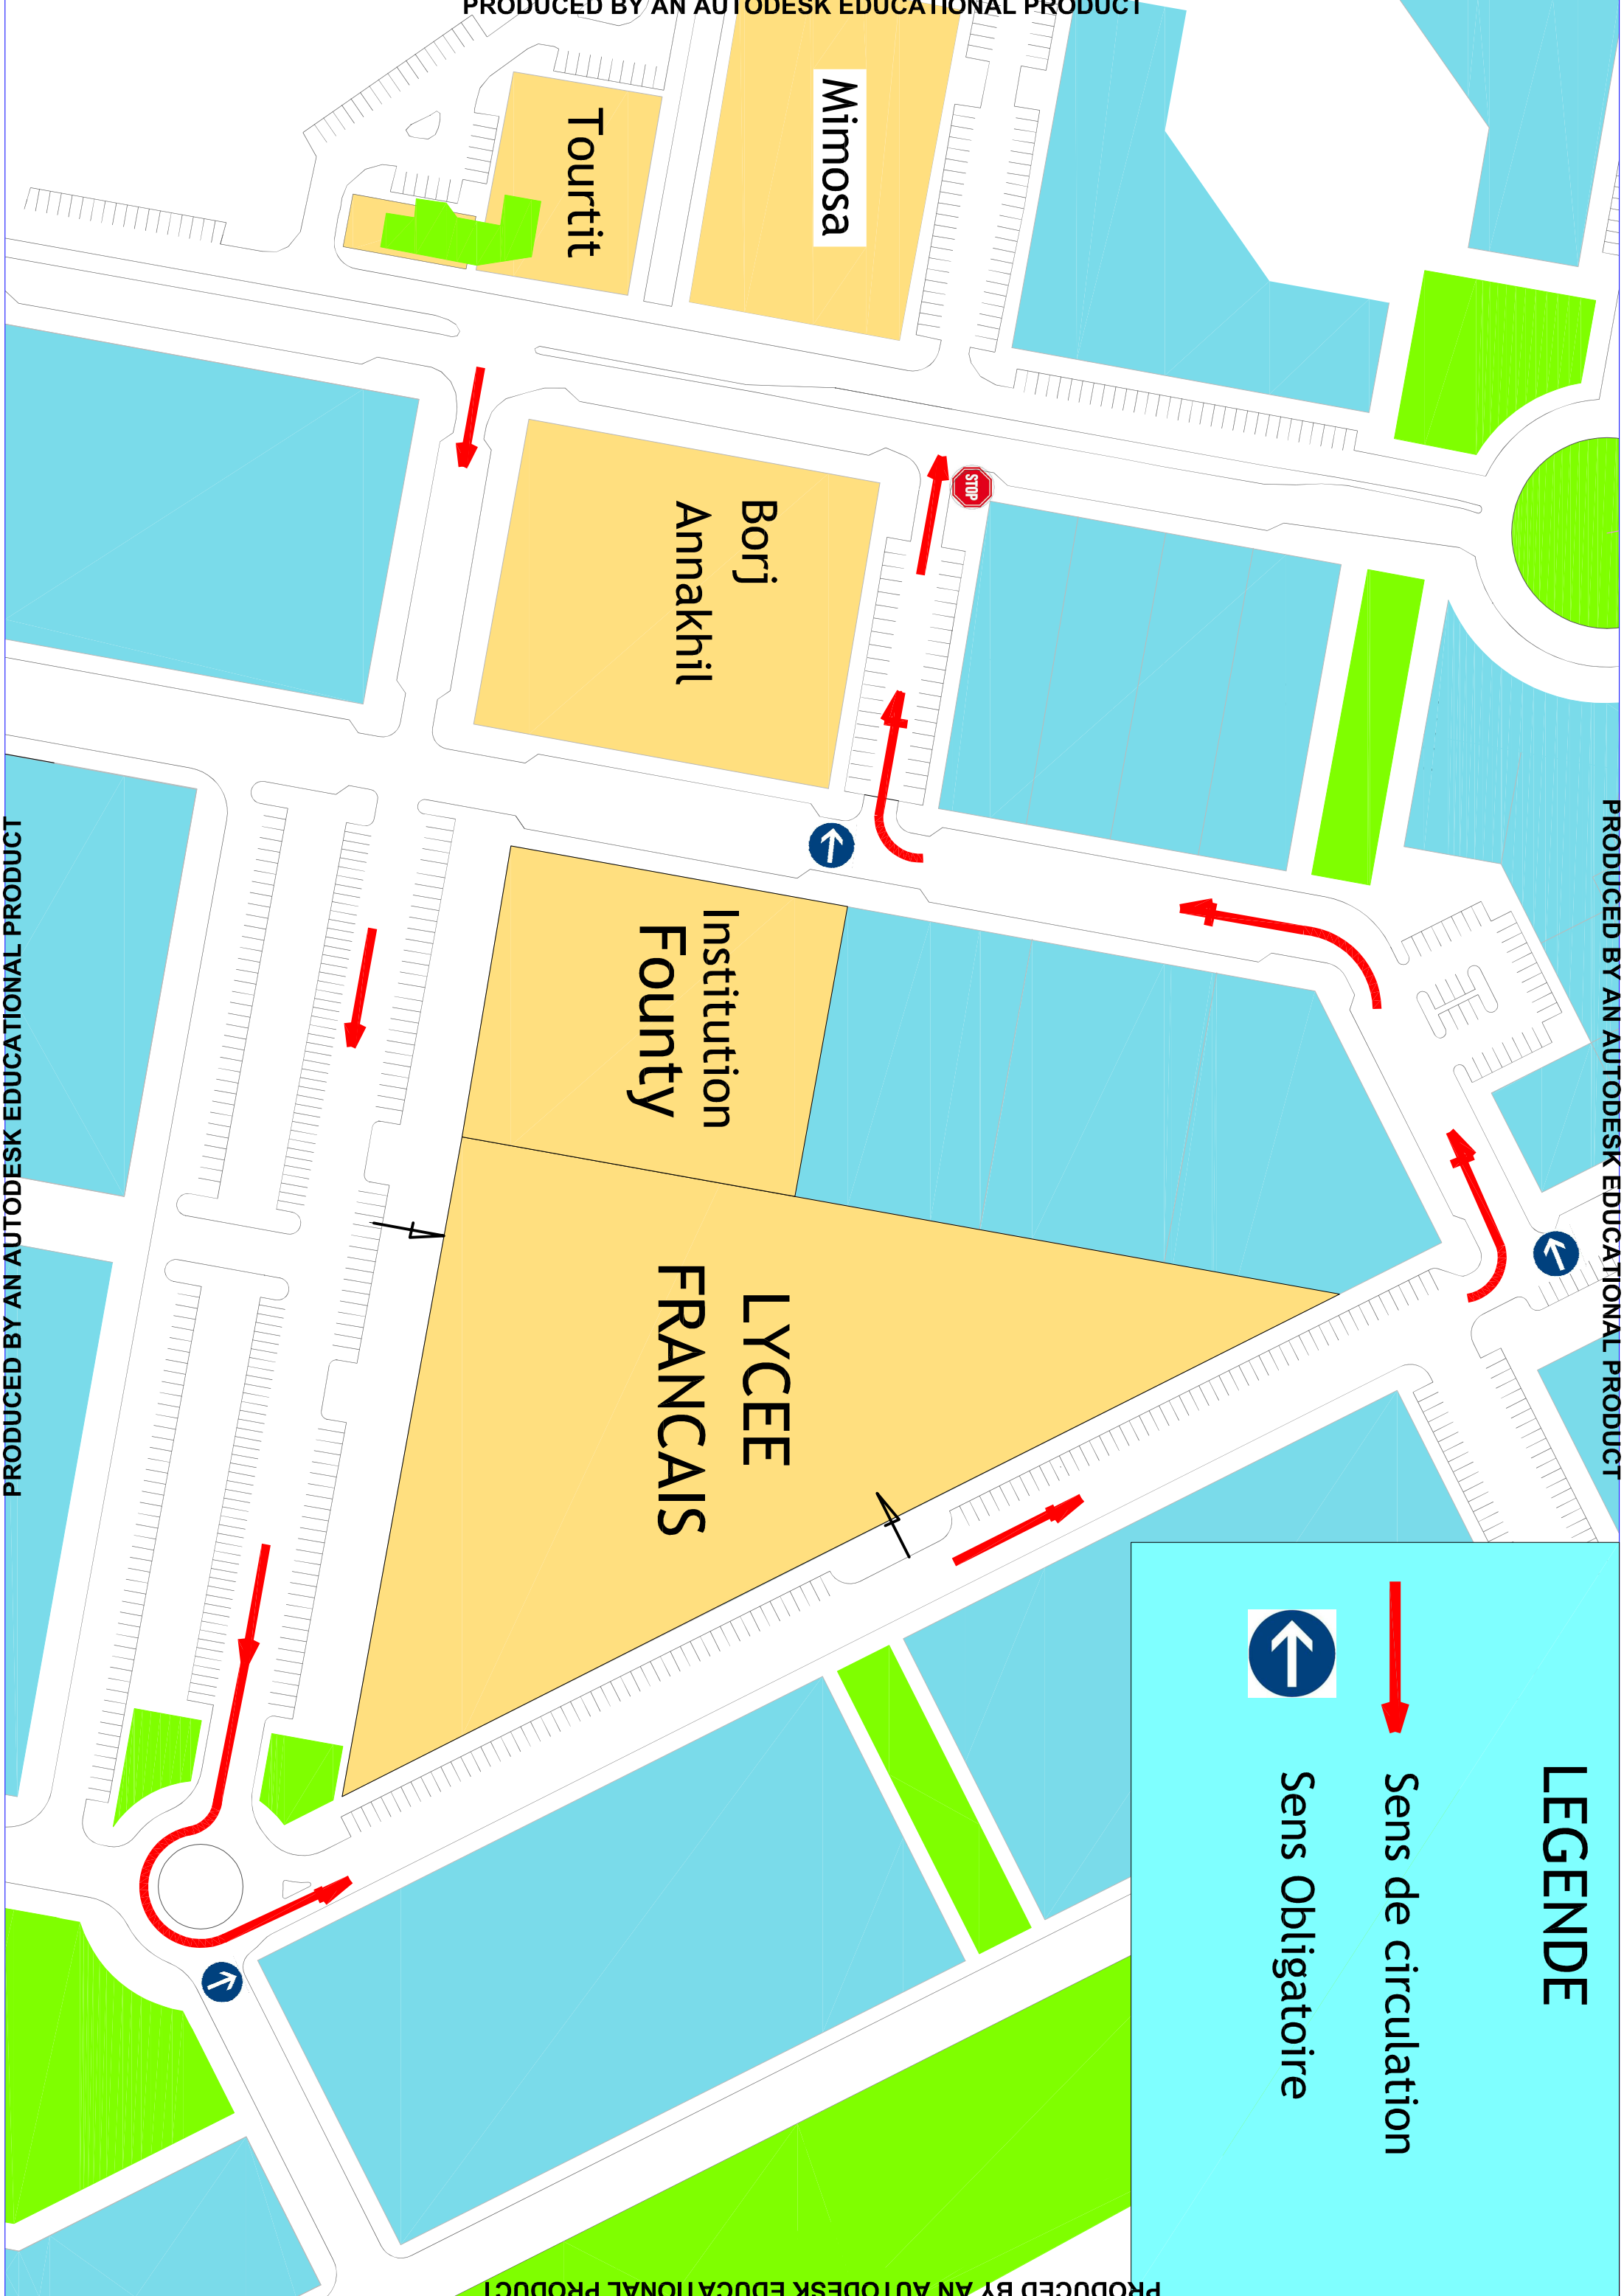 PRODUCED BY AN AUTODESK EDUCATIONAL PRODUCT
Mimosa
Tourtit
STOP
Borj
Annakhil
Institution
Founty
LYCEE
FRANCAIS
LEGENDE
Sens de circulation
Sens Obligatoire
PRODUCED BY AN AUTODESK EDUCATIONAL PRODUCT
PRODUCED BY AN AUTODESK EDUCATIONAL PRODUCT
PRODUCED BY AN AUTODESK EDUCATIONAL PRODUCT